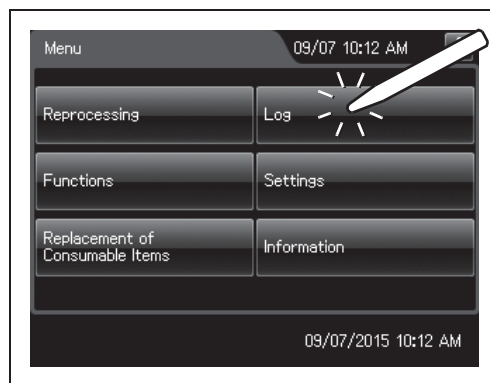 Menu
09/07 10:12 AM
Reprocessing
Log
Functions
Settings
Replacement of
Consumable Items
Information
09/07/2015 10:12 AM